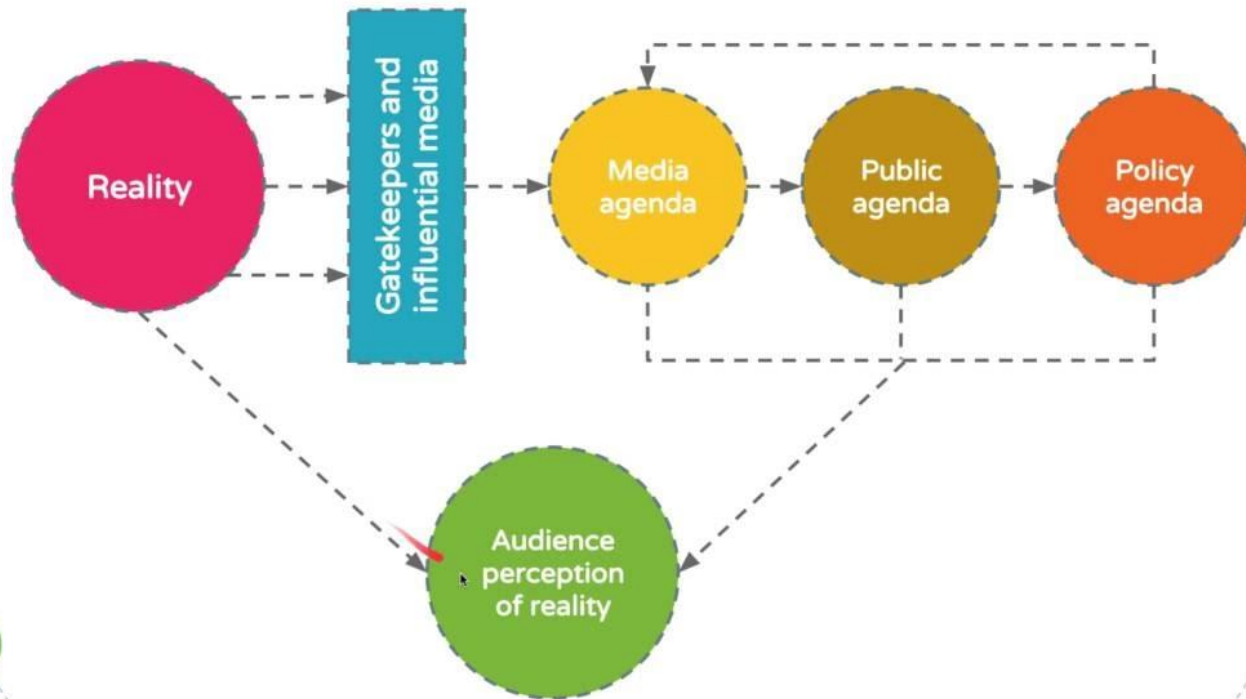 Reality
Gatekeepers and
influential media
Media
agenda
Public
agenda
Policy
agenda
Audience
perception
of reality